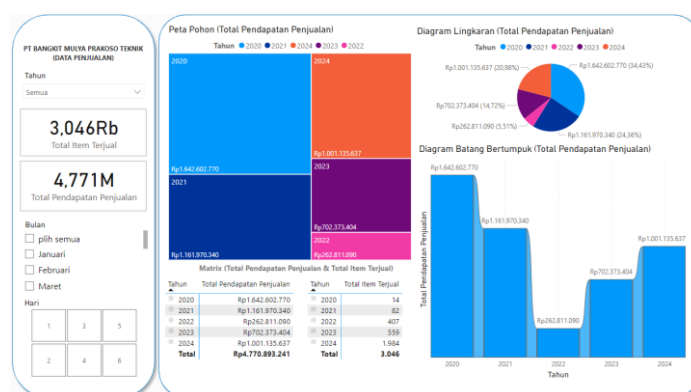 PT BANGKIT MULYA PRAKOSO TEKNIK
(DATA PENJUALAN)
Tahun
Semua
3,046Rb
Total Item Terjual
4,771M
Total Pendapatan Penjualan
Bulan
plih semua
Januari
Februari
Maret
Hari
1 3 5
2 4 6
Peta Pohon (Total Pendapatan Penjualan)
Tahun 2020 2021 2024 2023 2022
2020
Rp1.642.602.770
2021
Rp1.161.970.340
2024
Rp1.001.135.637
2023
Rp702.373.404
2022
Rp262.811.090
Matrix (Total Pendapatan Penjualan & Total Item Terjual)
Tahun Total Pendapatan Penjualan
2020 Rp1.642.602.770
2021 Rp1.161.970.340
2022 Rp262.811.090
2023 Rp702.373.404
2024 Rp1.001.135.637
Total Rp4.770.893.241
Tahun Total Item Terjual
2020 14
2021 82
2022 407
2023 559
2024 1.984
Total 3.046
Diagram Lingkaran (Total Pendapatan Penjualan)
Tahun 2020 2021 2022 2023 2024
Rp1.001.135.637 (20,98%)
Rp1.642.602.770 (34,43%)
Rp702.373.404 (14,72%)
Rp262.811.090 (5,51%)
Rp1.161.970.340 (24,36%)
Diagram Batang Bertumpuk (Total Pendapatan Penjualan)
Total Pendapatan Penjualan
Rp1.642.602.770
Rp1.161.970.340
Rp262.811.090
Rp702.373.404
Rp1.001.135.637
2020 2021 2022 2023 2024
Tahun